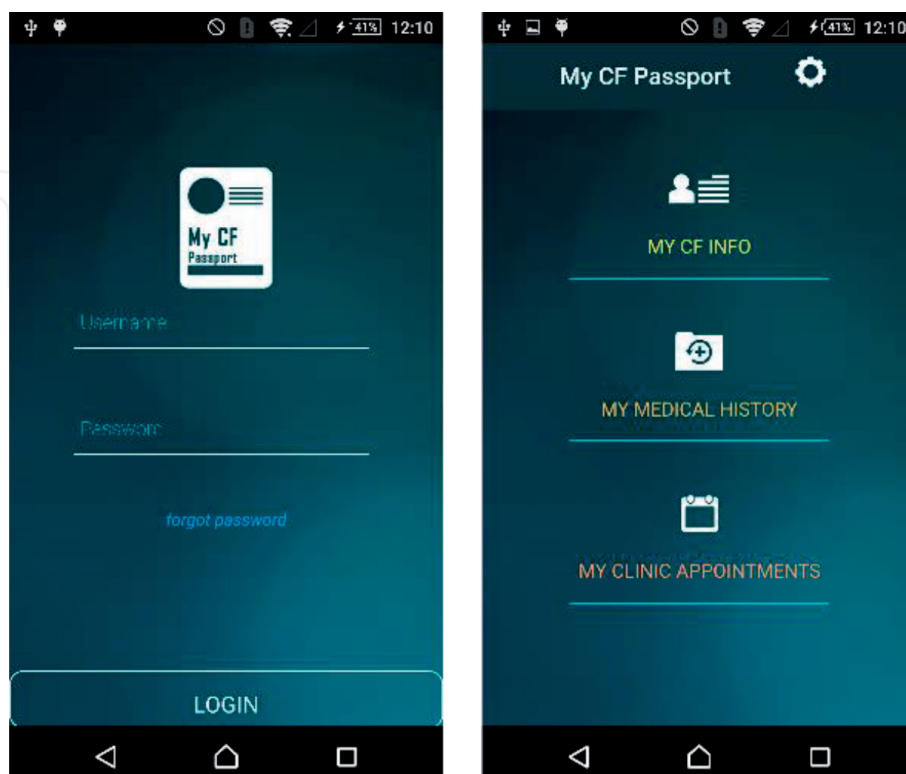 41% 12:10
My CF
Passport
Username
Password
forgot password
LOGIN
41% 12:10
My CF Passport
MY CF INFO
MY MEDICAL HISTORY
MY CLINIC APPOINTMENTS